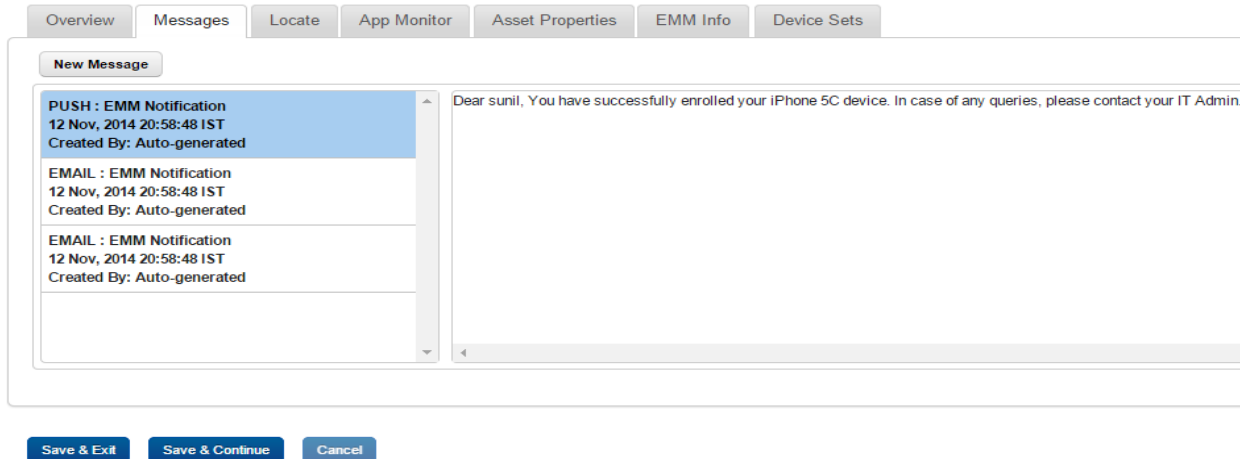 Overview Messages Locate App Monitor Asset Properties EMM Info Device Sets
New Message
PUSH : EMM Notification
12 Nov, 2014 20:58:48 IST
Created By: Auto-generated
EMAIL : EMM Notification
12 Nov, 2014 20:58:48 IST
Created By: Auto-generated
EMAIL : EMM Notification
12 Nov, 2014 20:58:48 IST
Created By: Auto-generated
Dear sunil, You have successfully enrolled your iPhone 5C device. In case of any queries, please contact your IT Admin.
Save & Exit Save & Continue Cancel